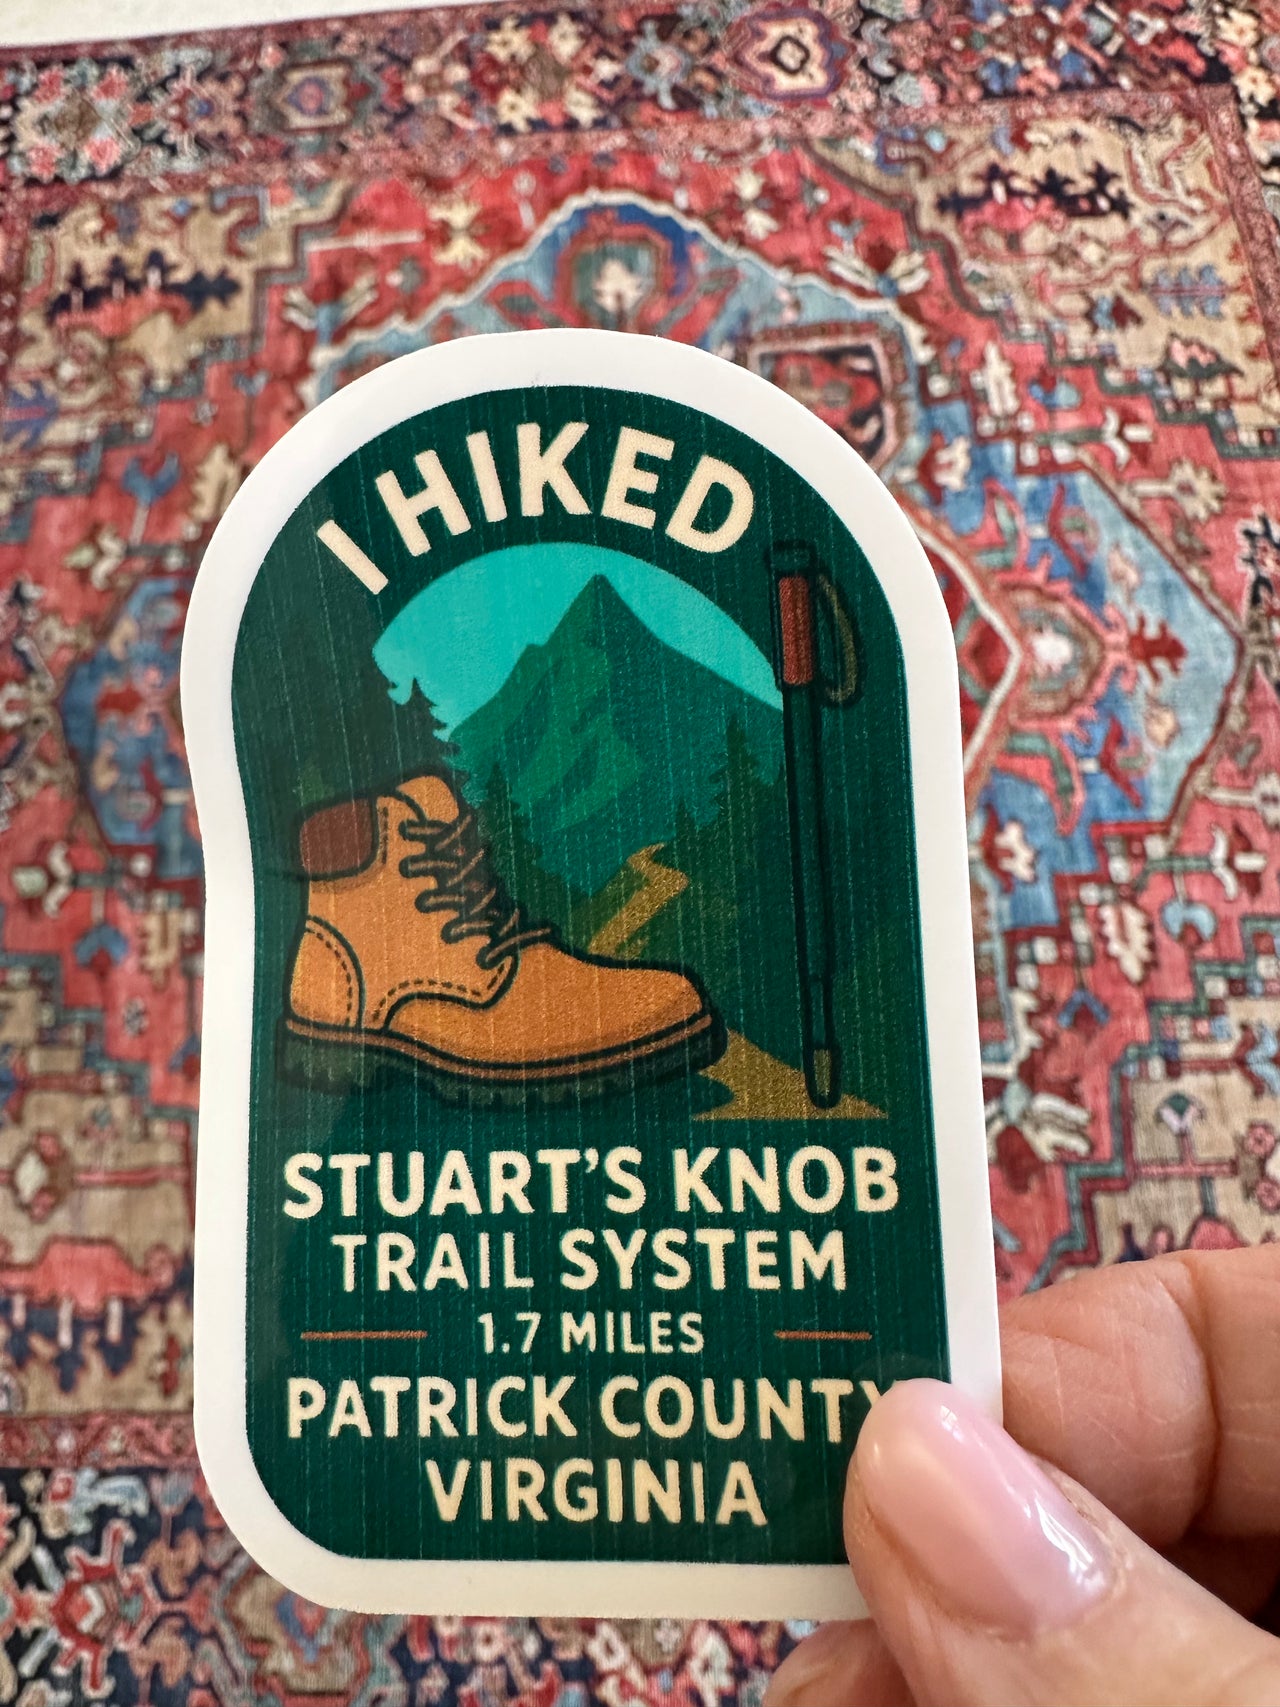 I HIKED
STUART'S KNOB
TRAIL SYSTEM
1.7 MILES
PATRICK COUNTY
VIRGINIA